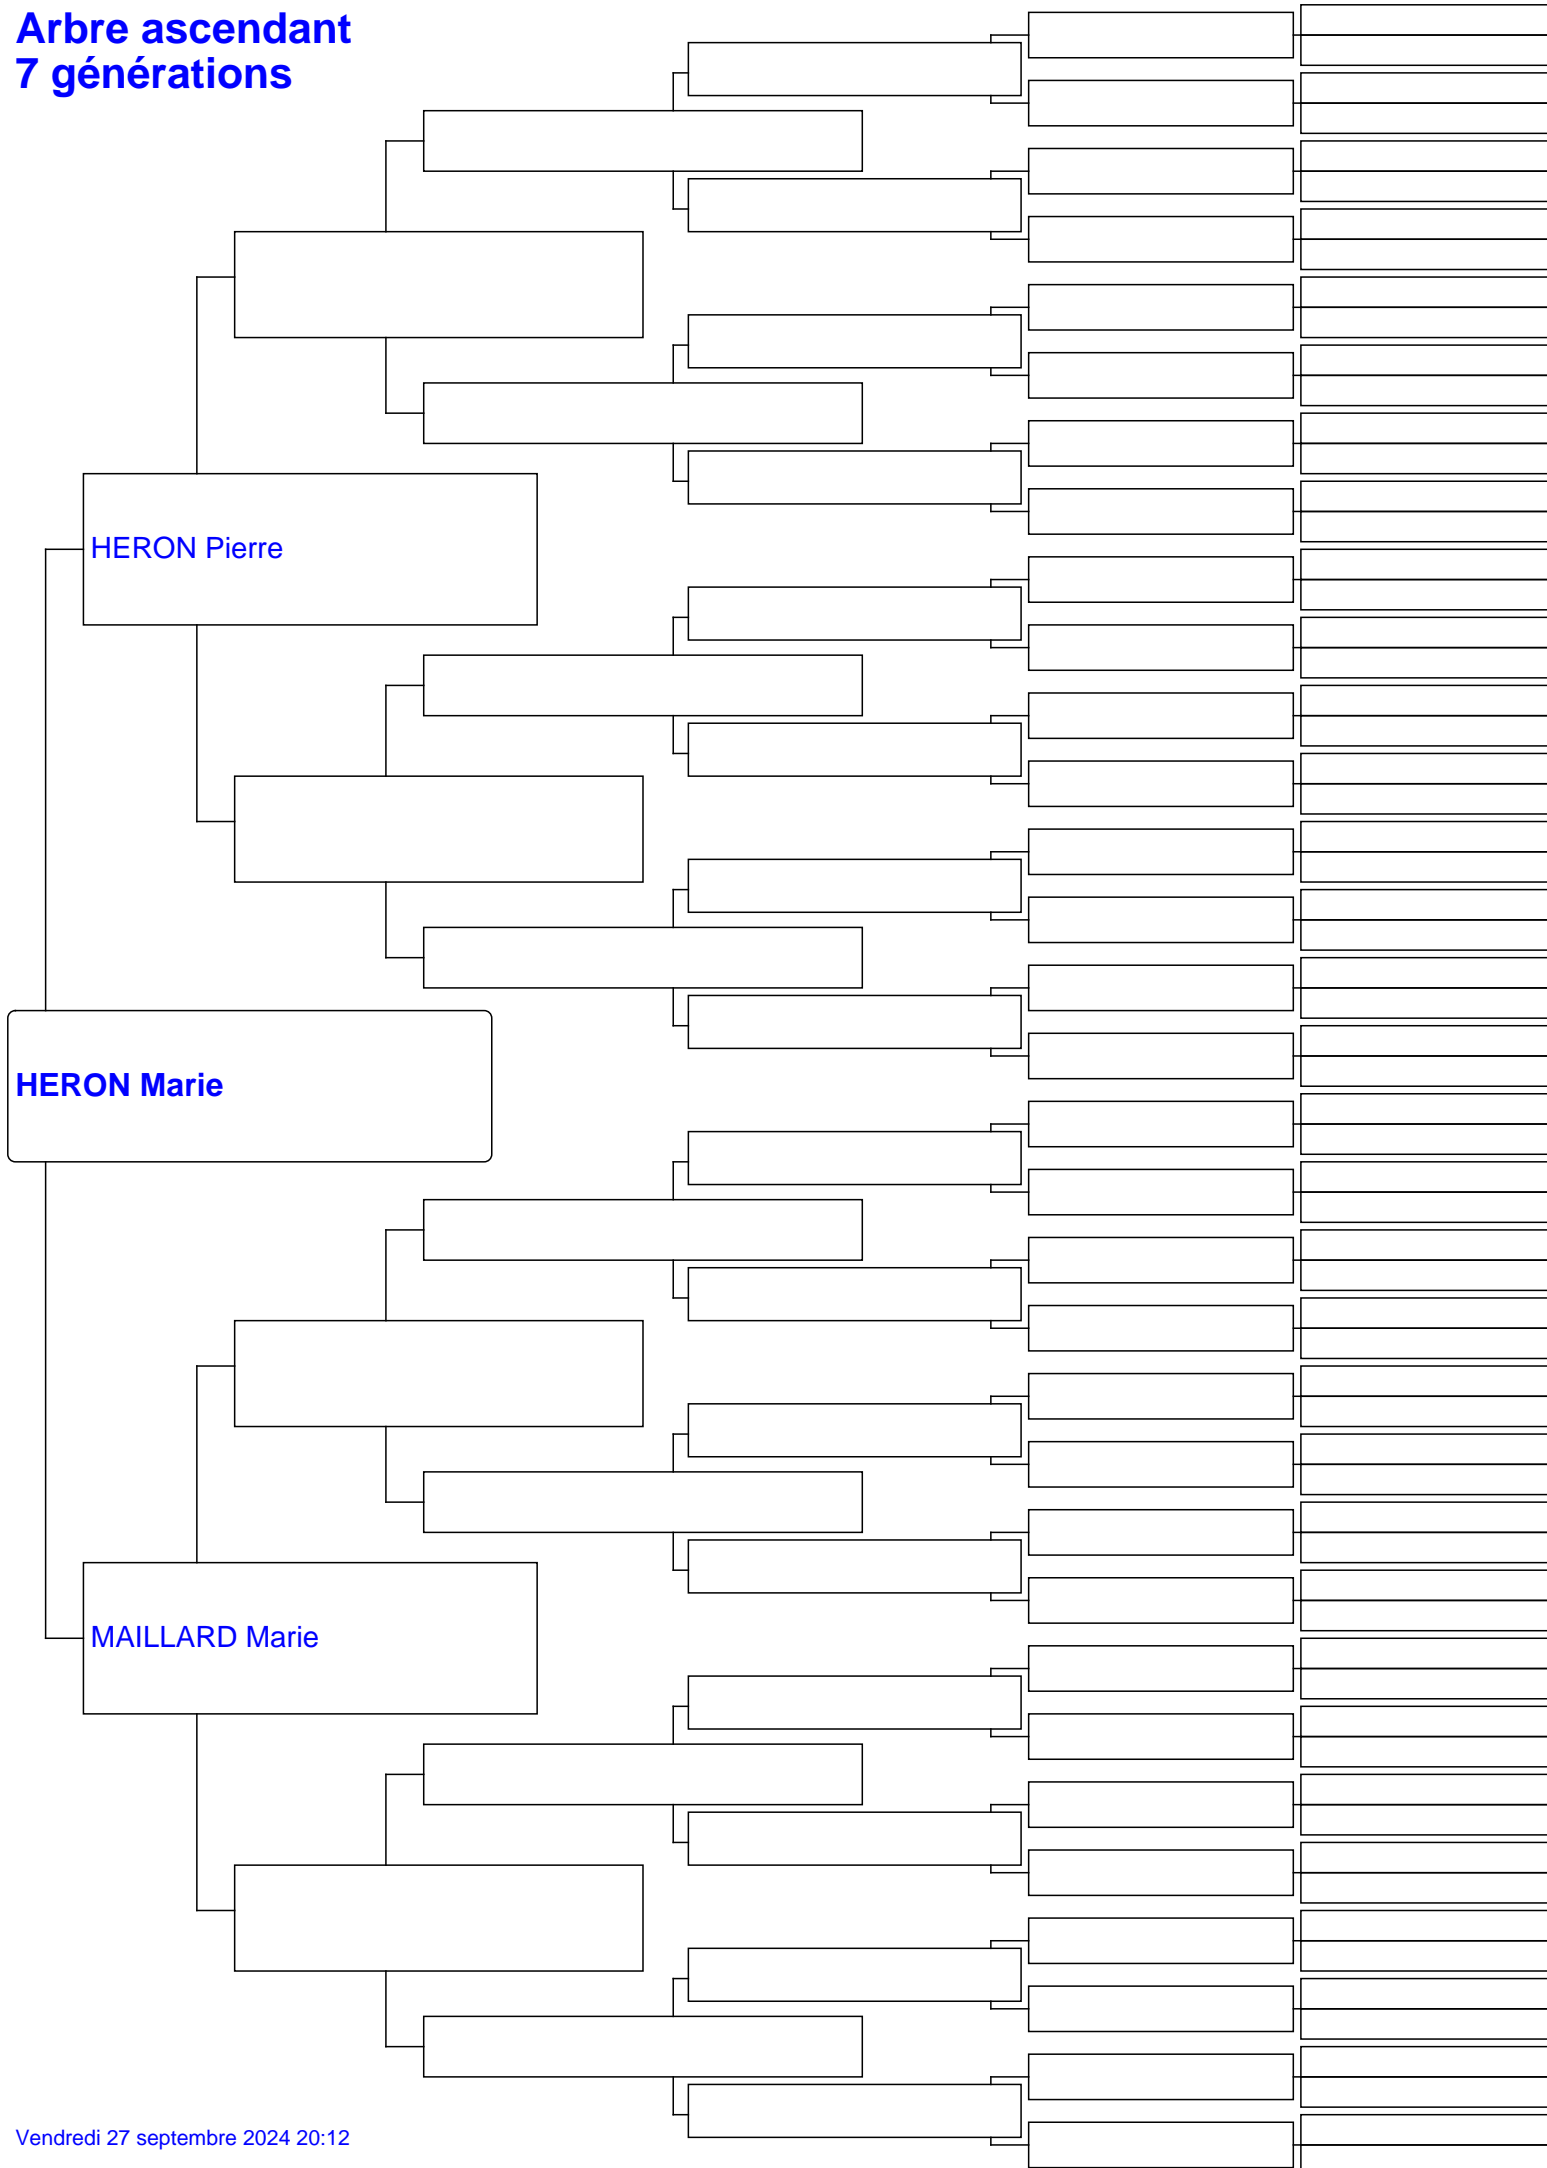 Arbre ascendant
7 générations
HERON Pierre
HERON Marie
MAILLARD Marie
Vendredi 27 septembre 2024 20:12